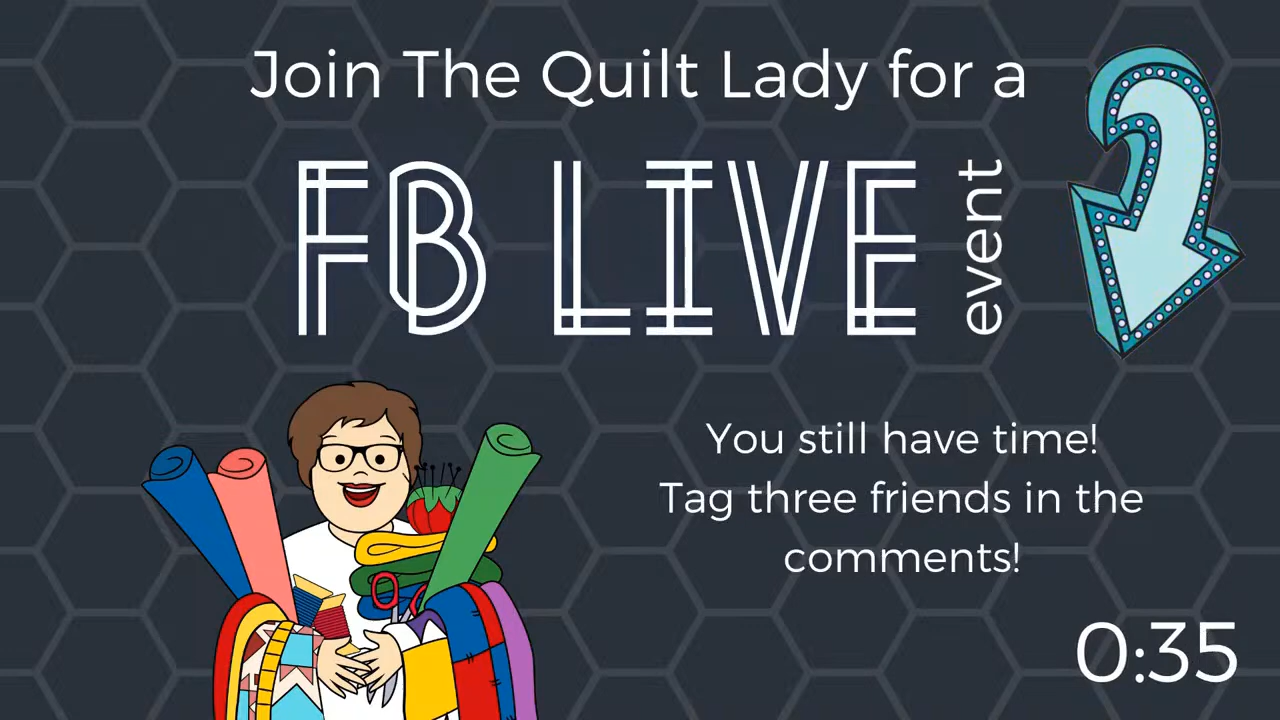 Join The Quilt Lady for a
FB LIVE
event
You still have time!
Tag three friends in the
comments!
0:35